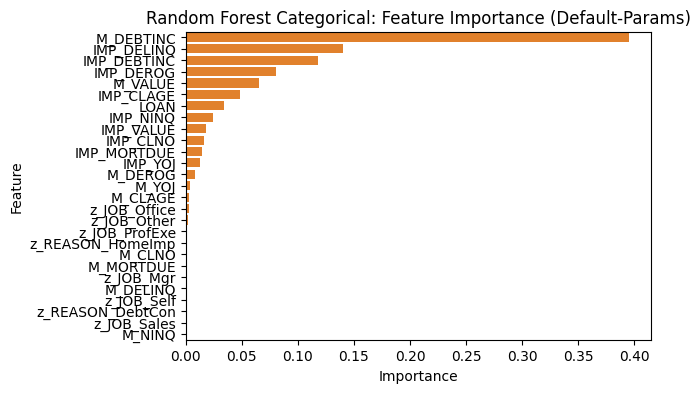 Random Forest Categorical: Feature Importance (Default-Params)
M_DEBTINC
IMP_DELINQ
IMP_DEBTINC
IMP_DEROG
M_VALUE
IMP_CLAGE
LOAN
IMP_NINQ
IMP_VALUE
IMP_CLNO
IMP_MORTDUE
IMP_YOJ
M_DEROG
M_YOJ
M_CLAGE
z_JOB_Office
z_JOB_Other
z_JOB_ProfExe
z_REASON_HomeImp
M_CLNO
M_MORTDUE
z_JOB_Mgr
M_DELINQ
z_JOB_Self
z_REASON_DebtCon
z_JOB_Sales
M_NINQ
Feature
0.00 0.05 0.10 0.15 0.20 0.25 0.30 0.35 0.40
Importance